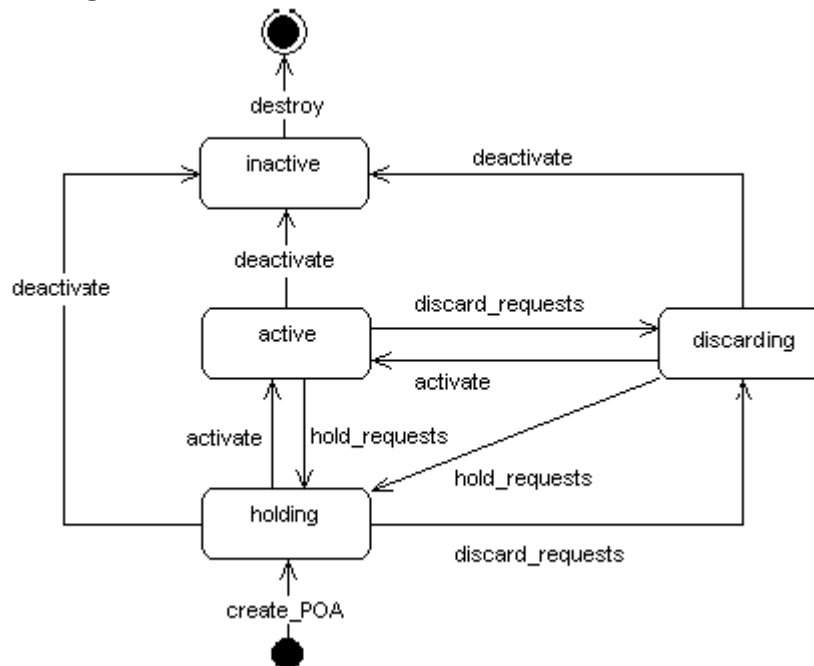 destroy
inactive
deactivate
deactivate
deactivate
discard_requests
active
discarding
activate
activate
hold_requests
hold_requests
holding
discard_requests
create_POA